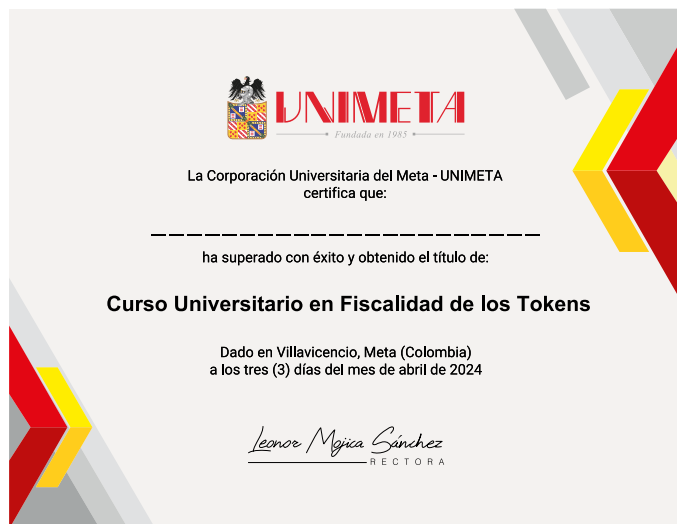 UNIMETA
Fundada en 1985
La Corporación Universitaria del Meta - UNIMETA
certifica que:
ha superado con éxito y obtenido el título de:
Curso Universitario en Fiscalidad de los Tokens
Dado en Villavicencio, Meta (Colombia)
a los tres (3) días del mes de abril de 2024
Leonor Mojica Sánchez
RECTORA